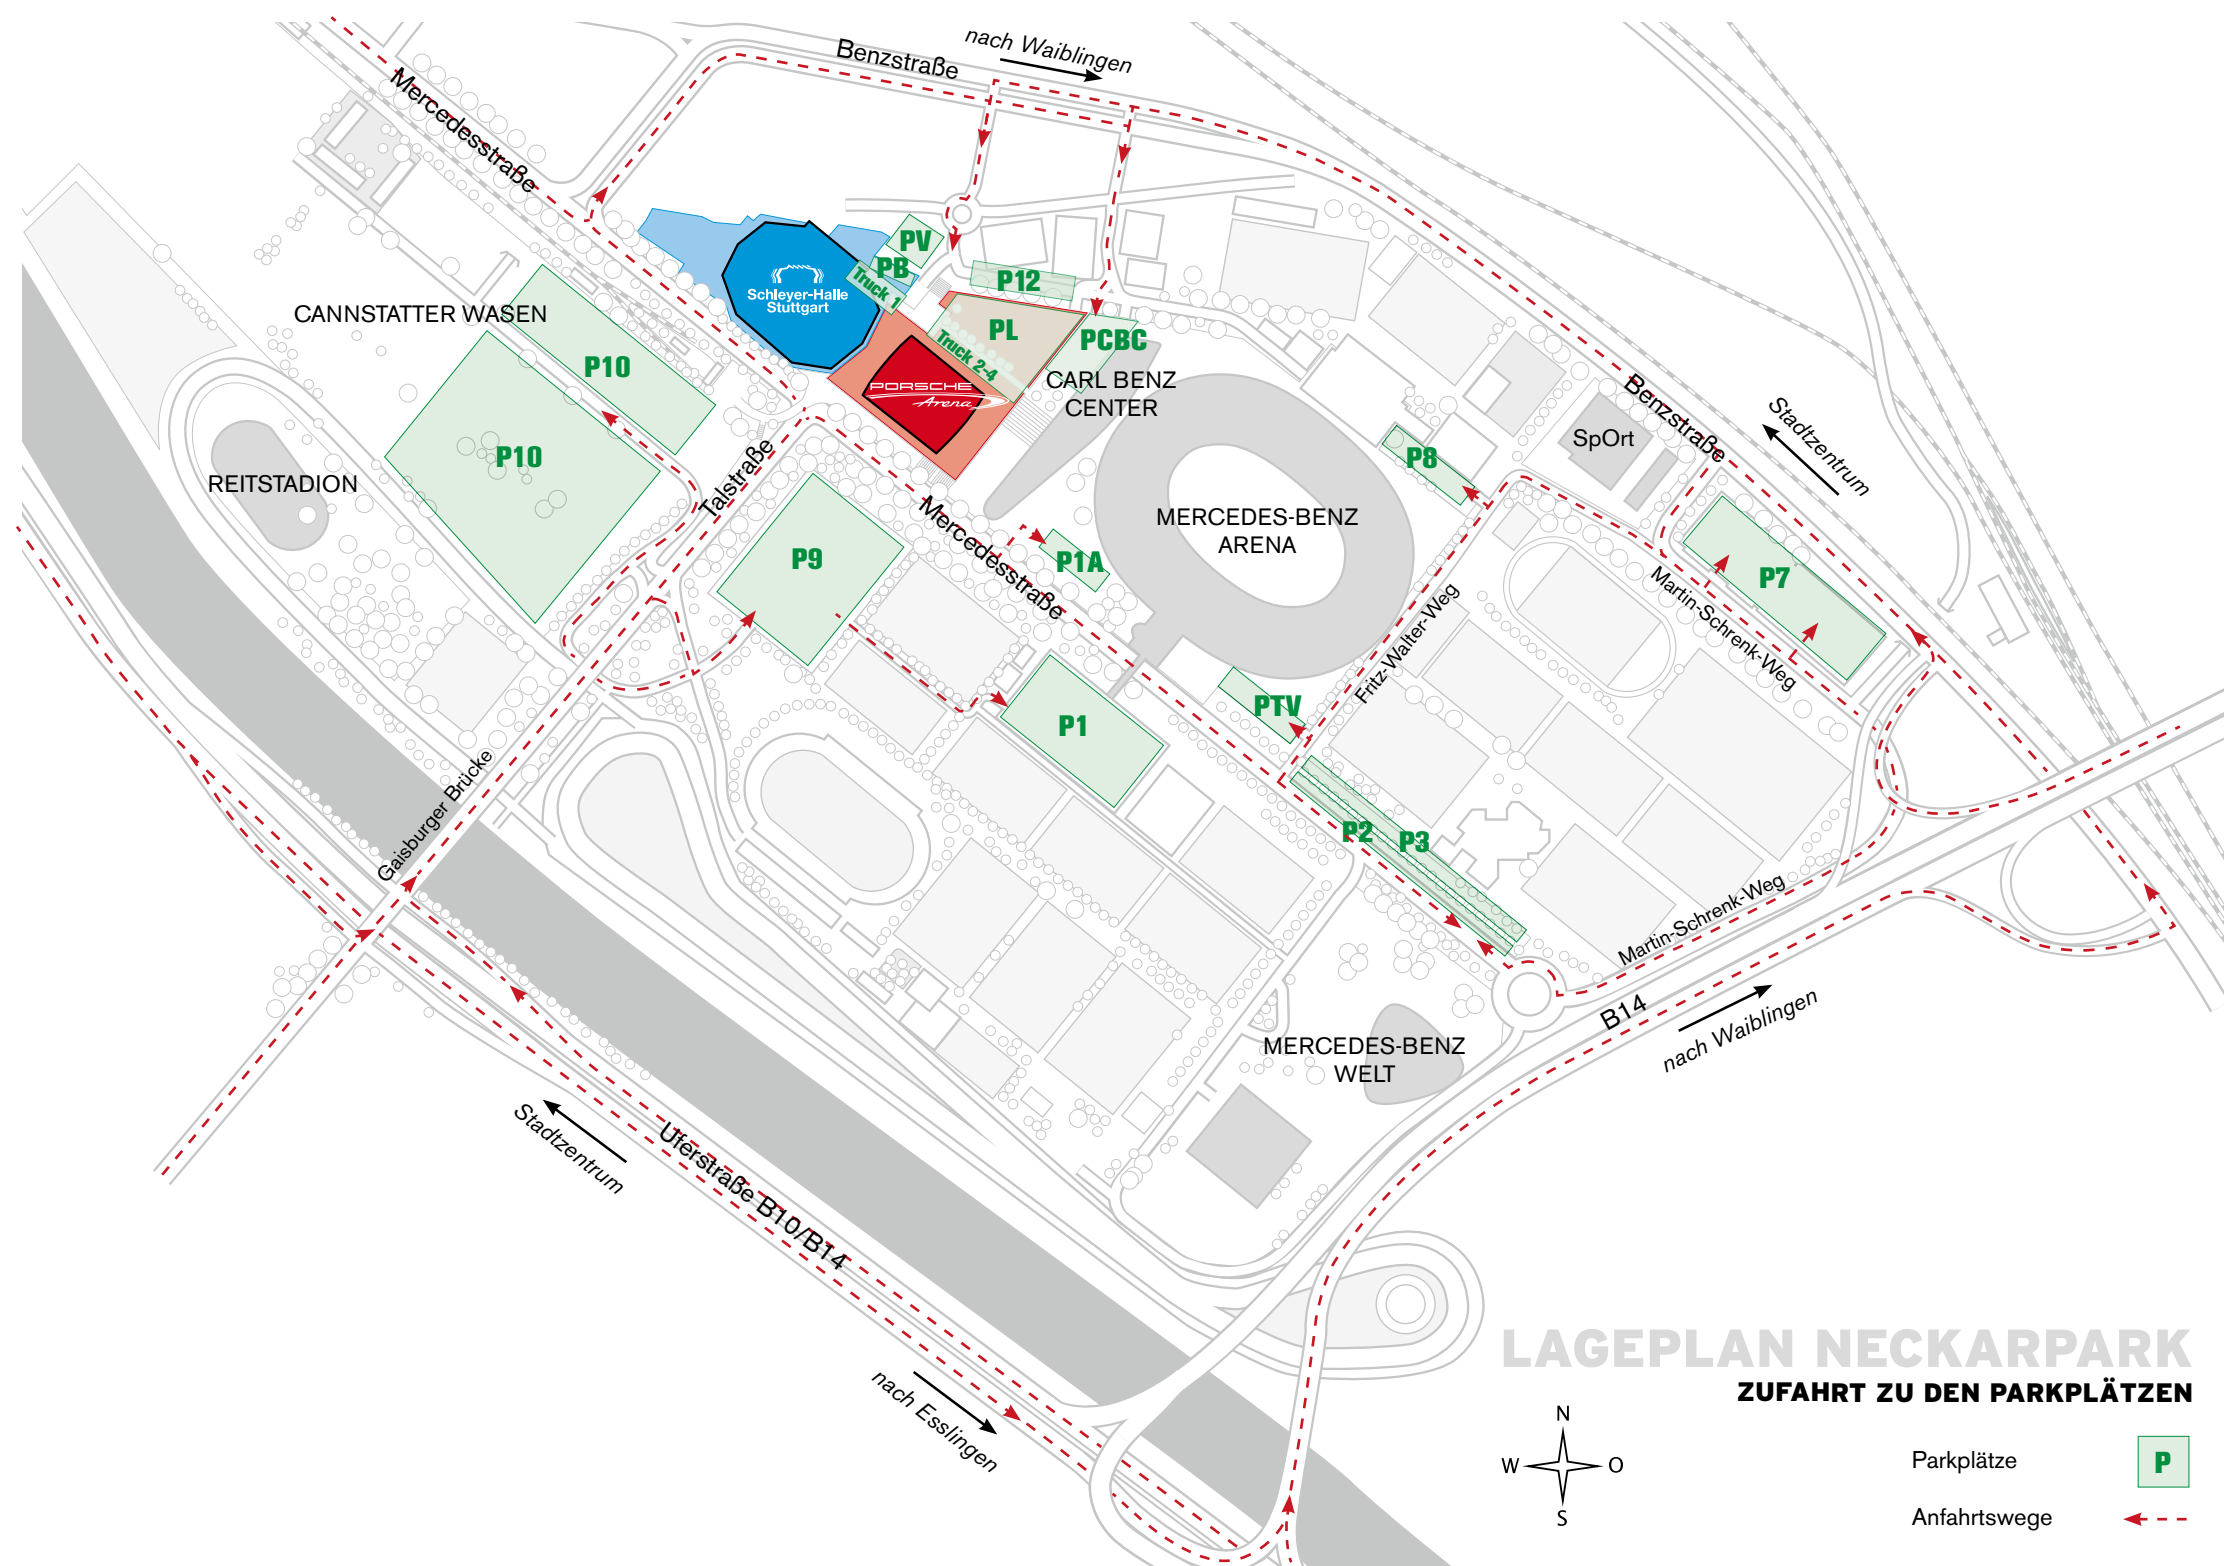 nach Waiblingen
Benzstraße
Mercedesstraße
PV
PB
Truck 1
P12
Schleyer-Halle
Stuttgart
CANNSTATTER WASEN
PL
Truck 2-4
PCBC
P10
PORSCHE
Arena
CARL BENZ
CENTER
Benzstraße
Stadtzentrum
SpOrt
P10
P8
REITSTADION
Talstraße
Mercedesstraße
MERCEDES-BENZ
ARENA
P9
P1A
P7
Martin-Schrenk-Weg
Fritz-Walter-Weg
PTV
P1
Gaisburger Brücke
P2
P3
Martin-Schrenk-Weg
B14
nach Waiblingen
MERCEDES-BENZ
WELT
Stadtzentrum
Uferstraße B10/B14
nach Esslingen
LAGEPLAN NECKARPARK
ZUFAHRT ZU DEN PARKPLÄTZEN
N
W
O
S
Parkplätze
P
Anfahrtswege